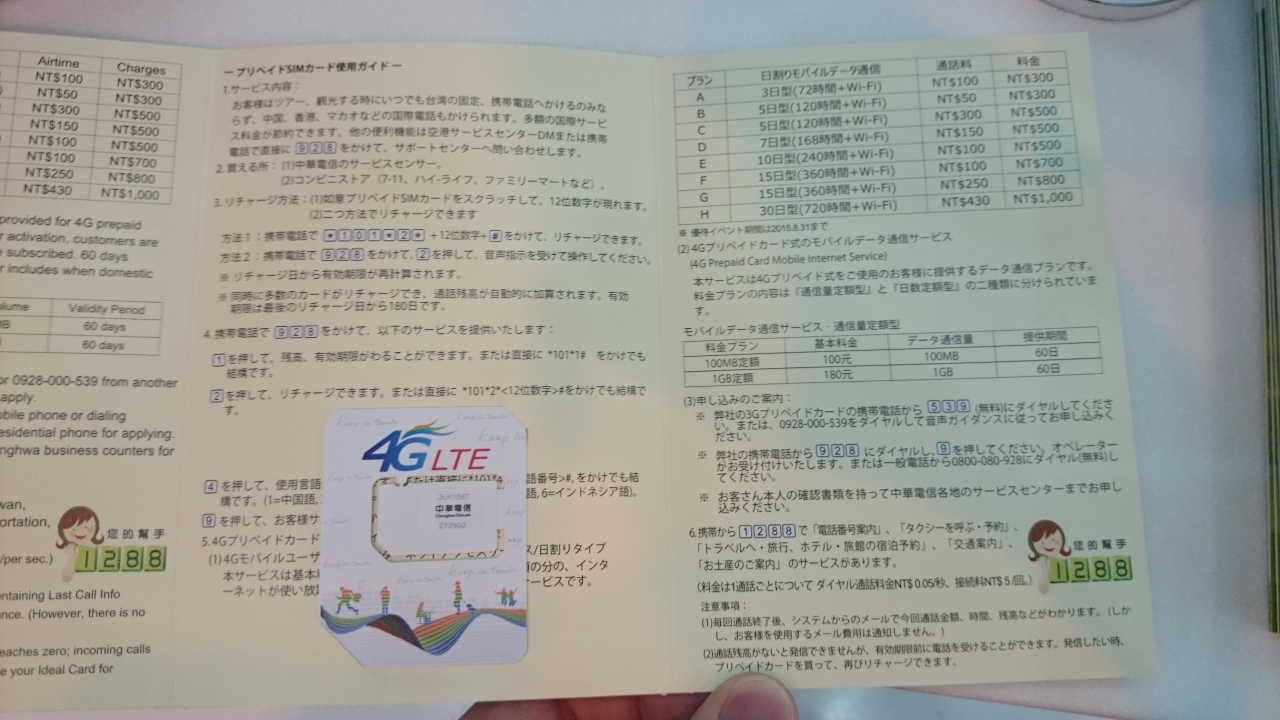 Airtime Charges
NT$100 NT$300
NT$50 NT$300
NT$300 NT$500
NT$150 NT$500
NT$100 NT$500
NT$100 NT$700
NT$250 NT$800
NT$430 NT$1,000
provided for 4G prepaid
activation, customers are
subscribed. 60 days
includes when domestic
Validity Period
60 days
60 days
or 0928-000-539 from another
apply.
phone or dialing
residential phone for applying.
business counters for
您的幫手
1288
/per sec.)
containing Last Call Info
(However, there is no
reaches zero; incoming calls
your Ideal Card for
ー プリペイドSIMカード使用ガイド ー
1.サービス内容：
お客様はツアー、観光する時にいつでも台湾の固定、携帯電話へかけるのみな
らず、中国、香港、マカオなどの国際電話もかけられます。多額の国際サービ
ス料金が節約できます。他の便利機能は空港サービスセンターDMまたは携帯
電話で直接に 928 をかけて、サポートセンターへ問い合わせします。
2.買える所：(1)中華電信のサービスセンサー。
(2)コンビニストア（7-11、ハイ-ライフ、ファミリーマートなど）。
3.リチャージ方法：(1)如意プリペイドSIMカードをスクラッチして、12位数字が現れます。
(2)二つ方法でリチャージできます
方法1：携帯電話で *101*2* +12位数字+ # をかけて、リチャージできます。
方法2：携帯電話で 928 をかけて, 2 を押して、音声指示を受けて操作してください。
※ リチャージ日から有効期限が再計算されます。
※ 同時に多数のカードがリチャージでき、通話残高が自動的に加算されます。有効
期限は最後のリチャージ日から180日です。
4.携帯電話で 928 をかけて、以下のサービスを提供いたします：
1 を押して、残高、有効期限がわることができます。または直接に *101*1# をかけでも
結構です。
2 を押して、リチャージできます。または直接に *101*2*<12位数字>#をかけでも結構で
す。
4 を押して、使用言語
語番号>#, をかけでも結
構です。(1=中国語,
語, 6=インドネシア語)。
9 を押して、お客様サ
5.4Gプリペイドカード
ス/日割りタイプ
(1)4Gモバイルユーザ
の分の、インタ
本サービスは基本料
ーネットが使い放
ービスです。
keep in touch
4G LTE
中華電信
Chunghwa Telecom
272902
プラン 日割りモバイルデータ通信 通話料 料金
A 3日型(72時間+Wi-Fi) NT$100 NT$300
B 5日型(120時間+Wi-Fi) NT$50 NT$300
C 5日型(120時間+Wi-Fi) NT$300 NT$500
D 7日型(168時間+Wi-Fi) NT$150 NT$500
E 10日型(240時間+Wi-Fi) NT$100 NT$500
F 15日型(360時間+Wi-Fi) NT$100 NT$700
G 15日型(360時間+Wi-Fi) NT$250 NT$800
H 30日型(720時間+Wi-Fi) NT$430 NT$1,000
※ 優待イベント期間は2015.8.31まで
(2) 4Gプリペイドカード式のモバイルデータ通信サービス
(4G Prepaid Card Mobile Internet Service)
本サービスは4Gプリペイド式をご使用のお客様に提供するデータ通信プランです。
料金プランの内容は『通信量定額型』と『日数定額型』の二種類に分けられていま
す。
モバイルデータ通信サービス‧通信量定額型
料金プラン 基本料金 データ通信量 提供期間
100MB定額 100元 100MB 60日
1GB定額 180元 1GB 60日
(3)申し込みのご案内：
※ 弊社の3Gプリペイドカードの携帯電話から 539 (無料)にダイヤルしてくださ
い。または、0928-000-539をダイヤルして音声ガイダンスに従ってお申し込みく
ださい。
※ 弊社の携帯電話から 928 にダイヤルし, 9 を押してください。オペレーター
がお受け付けいたします。または一般電話から0800-080-928にダイヤル(無料)し
てください。
※ お客さん本人の確認書類を持って中華電信各地のサービスセンターまでお申し
込みください。
6.携帯から 1288 で「電話番号案内」、「タクシーを呼ぶ‧予約」、
「トラベルへ‧旅行、ホテル‧旅館の宿泊予約」、「交通案内」、
「お土産のご案内」のサービスがあります。
(料金は1通話ごとについて ダイヤル通話料NT$ 0.05/秒、接続料NT$ 5/回。)
您的幫手
1288
注意事項：
(1)毎回通話終了後、システムからのメールで今回通話金額、時間、残高などがわかります。(しか
し、お客様を使用するメール費用は通知しません。)
(2)通話残高がないと発信できませんが、有効期限前に電話を受けることができます。発信したい時、
プリペイドカードを買って、再びリチャージできます。